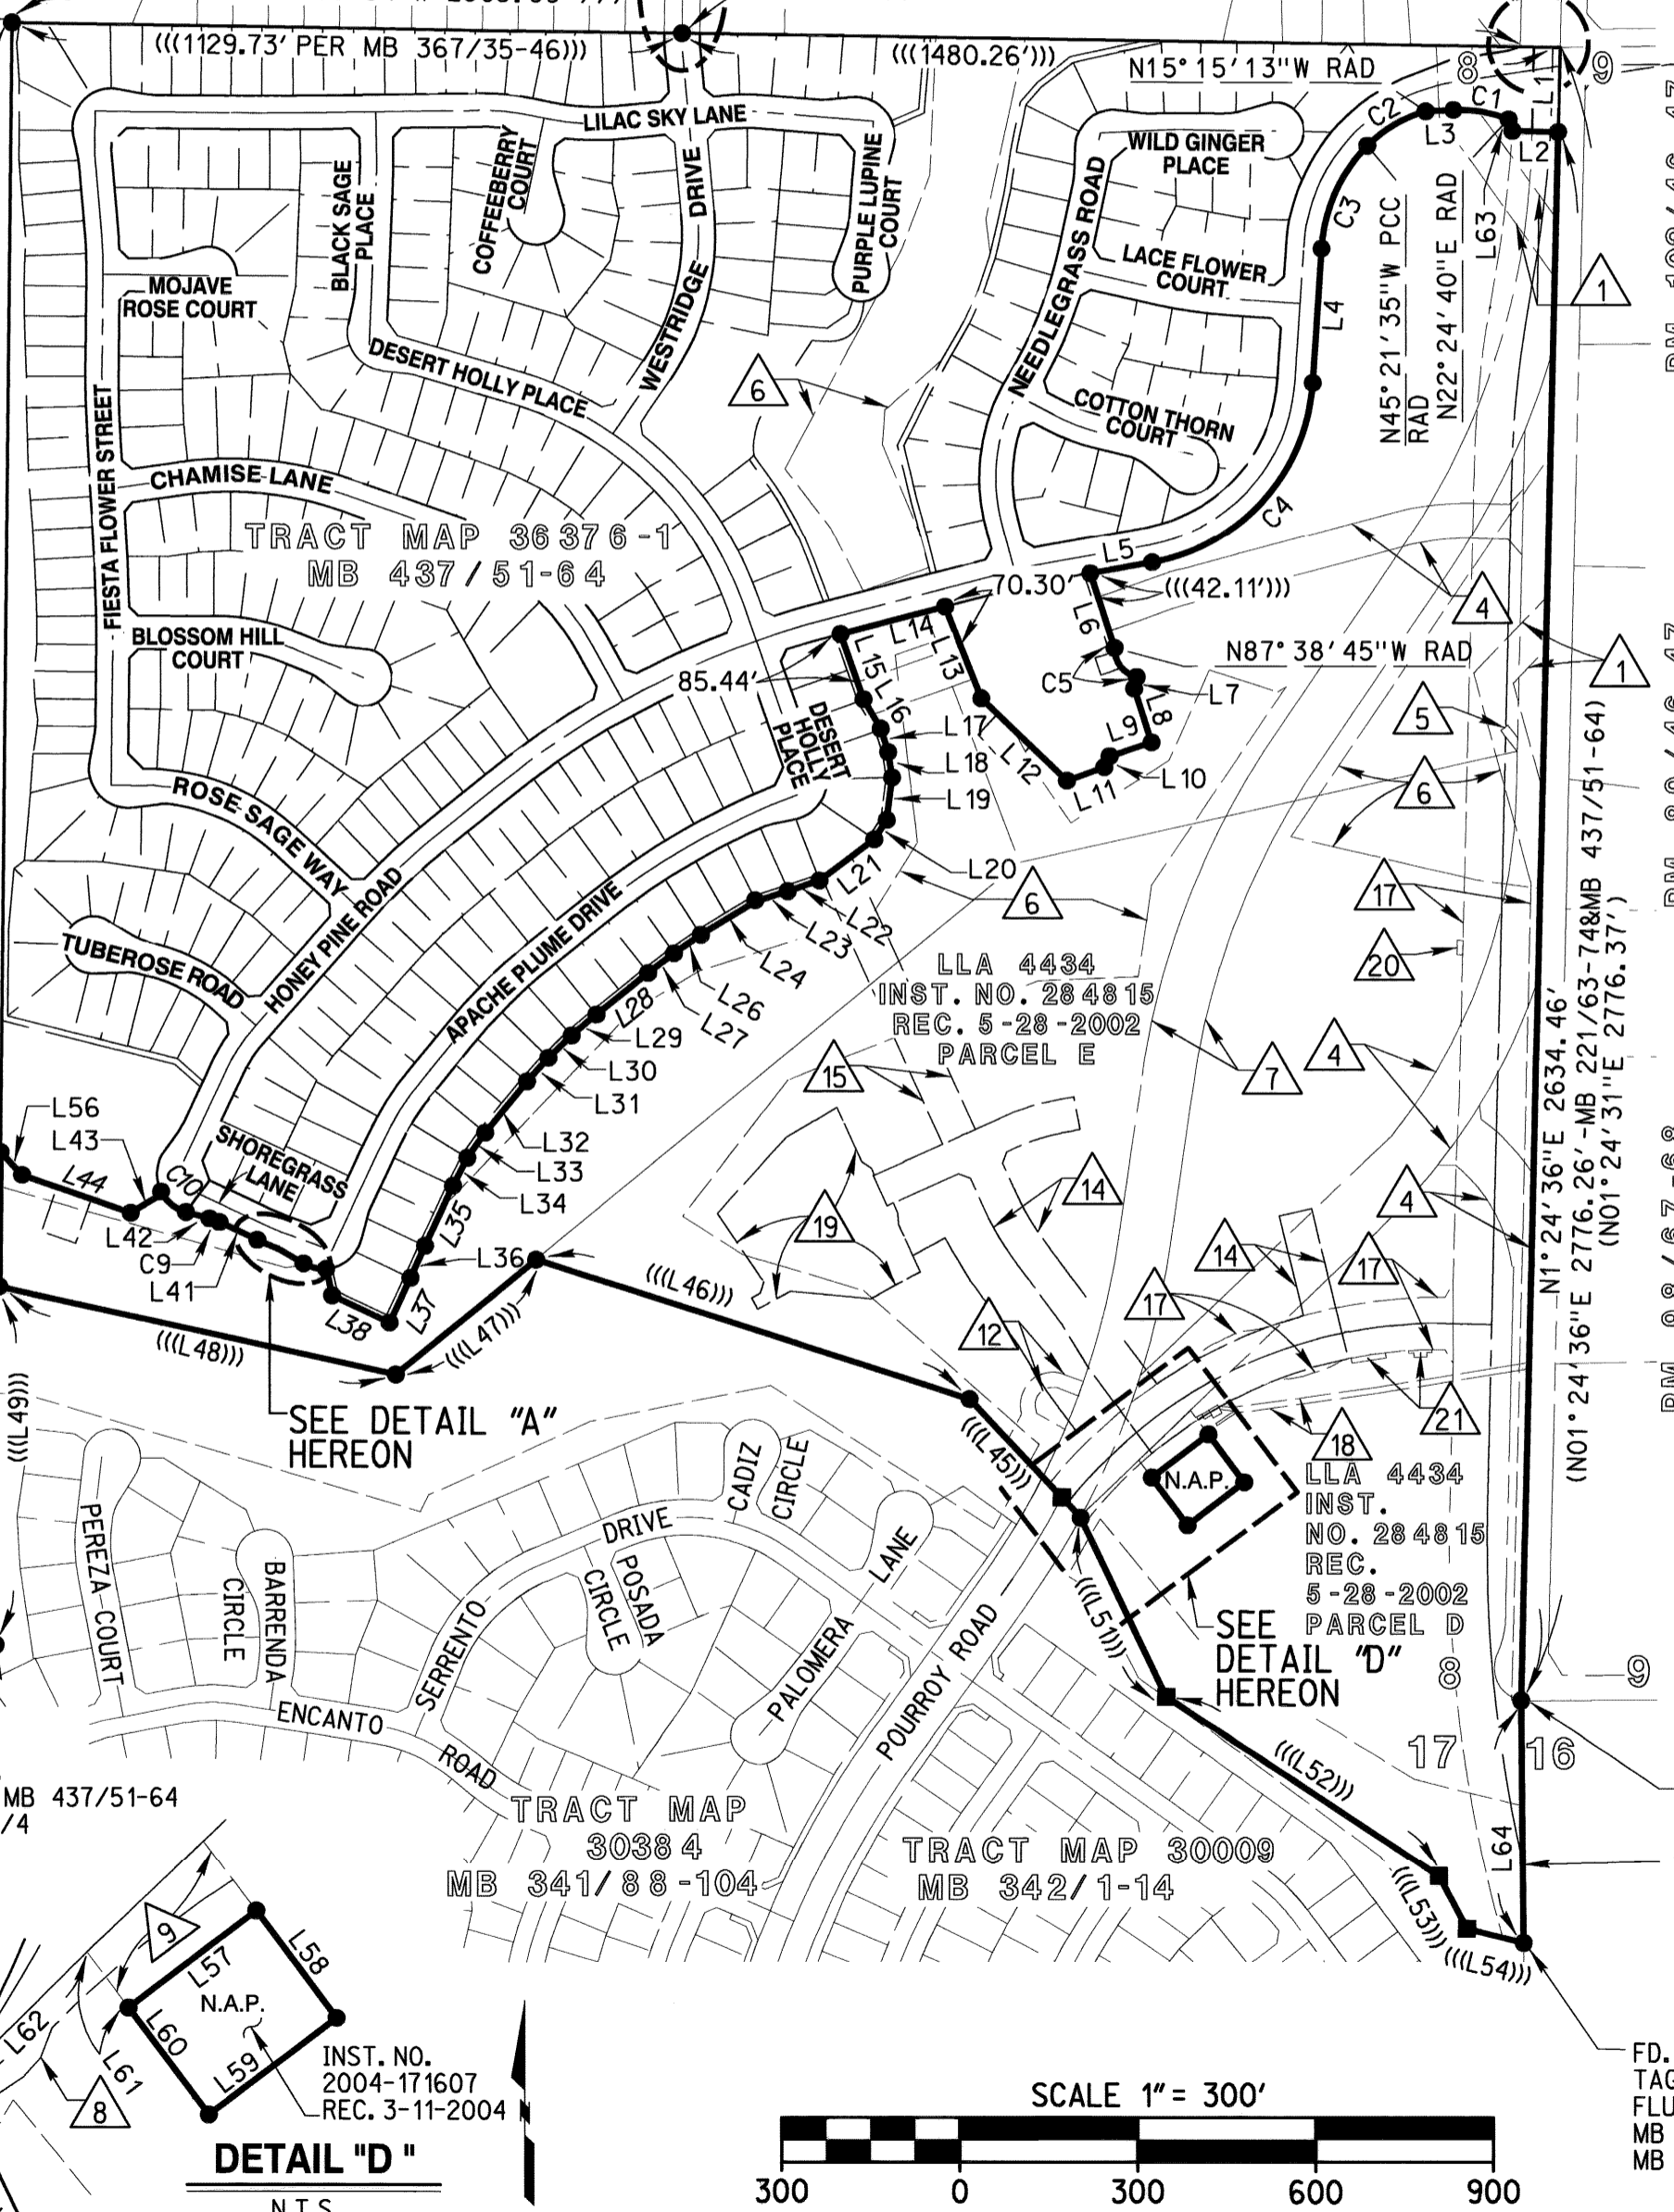 (((1129.73' PER MB 367/35-46)))
(((1480.26')))
N15°15'13"W RAD
8
9
C1
L1
C2
L3
L2
LILAC SKY LANE
WILD GINGER
PLACE
BLACK SAGE
PLACE
COFFEEBERRY
COURT
WESTRIDGE DRIVE
PURPLE LUPINE
COURT
NEEDLEGRASS ROAD
C3
L63
N45°21'35"W PCC
RAD
N22°24'40"E RAD
LACE FLOWER
COURT
MOJAVE
ROSE COURT
1
L4
DESERT HOLLY PLACE
6
COTTON THORN
COURT
FIESTA FLOWER STREET
CHAMISE LANE
TRACT MAP 36376-1
MB 437/51-64
C4
L5
70.30'
(((42.11')))
4
L6
L14
BLOSSOM HILL
COURT
N87°38'45"W RAD
1
85.44'
L15
L13
C5
L7
L16
L8
5
DESERT
HOLLY
PLACE
L17
L9
L18
L12
L10
L11
L19
6
ROSE SAGE WAY
L20
L21
6
17
HONEY PINE ROAD
APACHE PLUME DRIVE
L22
L23
20
TUBEROSE ROAD
L24
L26
L27
LLA 4434
INST. NO. 284815
REC. 5-28-2002
PARCEL E
L28
L29
L30
L31
15
7
4
N1°24'36"E 2634.46'
(N01°24'36"E 2776.26'-MB 221/63-74&MB 437/51-64)
(N01°24'31"E 2776.37')
L56
L43
L44
C10
SHOREGRASS
LANE
L32
L33
L34
L35
14
4
19
L42
C9
L41
L36
14
17
L38
L37
(((L46)))
17
12
(((L47)))
(((L48)))
(((L49)))
SEE DETAIL "A"
HEREON
21
18
(((L45)))
N.A.P.
LLA 4434
INST.
NO. 284815
REC.
5-28-2002
PARCEL D
CADIZ
CIRCLE
PEREZA COURT
DRIVE
BARRENDA
CIRCLE
POSADA
CIRCLE
LANE
SERRENTO
PALOMERA
(((L51)))
SEE
DETAIL "D"
HEREON
8
9
POURROY ROAD
ENCANTO
ROAD
17
16
(((L52)))
MB 437/51-64
/4
TRACT MAP
30384
MB 341/88-104
TRACT MAP 30009
MB 342/1-14
L64
(((L53)))
(((L54)))
9
L57
L58
N.A.P.
L62
L60
L59
L61
8
INST. NO.
2004-171607
REC. 3-11-2004
DETAIL "D"
N.T.S.
SCALE 1"= 300'
300 0 300 600 900
FD.
TAG
FLU
MB
MB